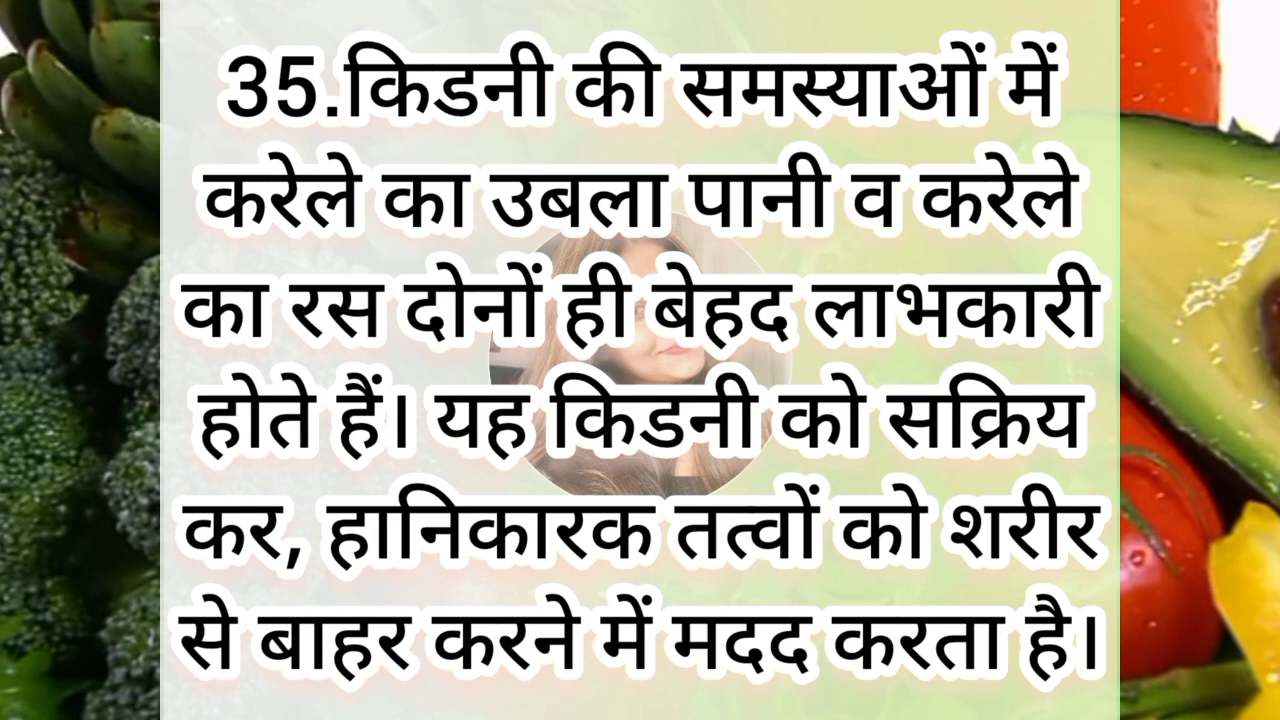 35.किडनी की समस्याओं में
करेले का उबला पानी व करेले
का रस दोनों ही बेहद लाभकारी
होते हैं। यह किडनी को सक्रिय
कर, हानिकारक तत्वों को शरीर
से बाहर करने में मदद करता है।